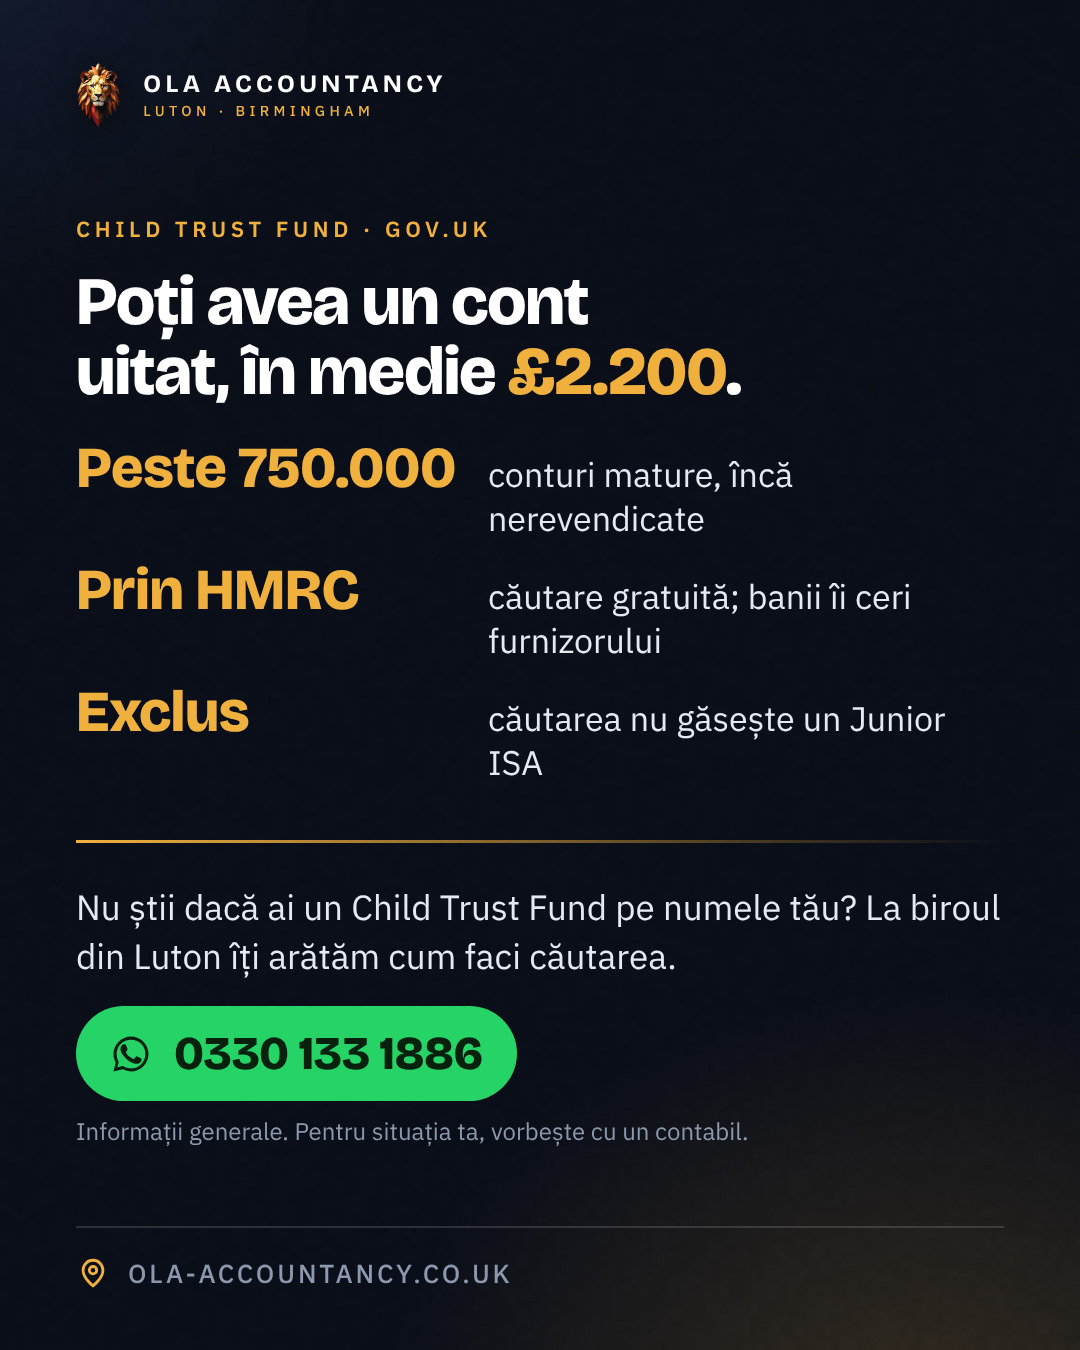 OLA ACCOUNTANCY
LUTON · BIRMINGHAM
CHILD TRUST FUND · GOV.UK
Poți avea un cont
uitat, în medie £2.200.
Peste 750.000 conturi mature, încă
nerevendicate
Prin HMRC căutare gratuită; banii îi ceri
furnizorului
Exclus căutarea nu găsește un Junior
ISA
Nu știi dacă ai un Child Trust Fund pe numele tău? La biroul
din Luton îți arătăm cum faci căutarea.
0330 133 1886
Informații generale. Pentru situația ta, vorbește cu un contabil.
OLA-ACCOUNTANCY.CO.UK